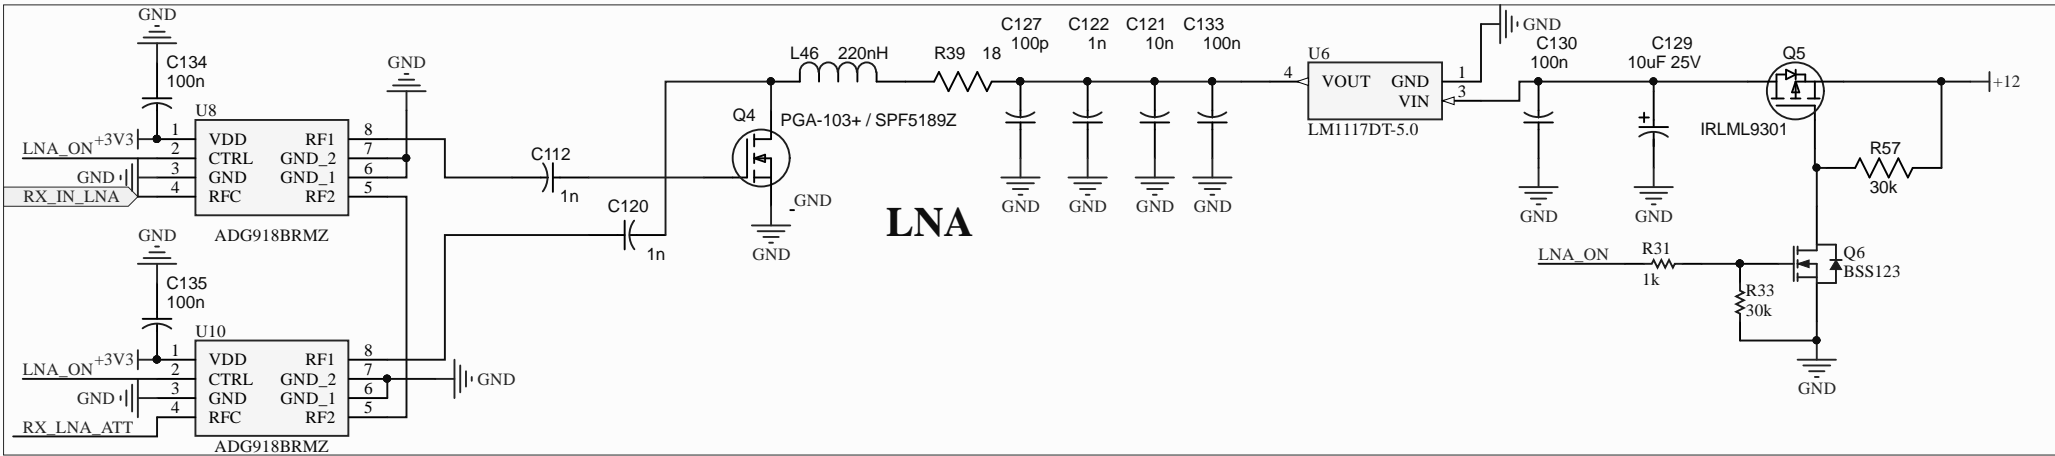 GND
C134
100n
U8
+3V3
1
VDD
RF1
8
LNA_ON
2
CTRL
GND_2
7
GND
3
GND
GND_1
6
RX_IN_LNA
4
RFC
RF2
5
ADG918BRMZ
GND
GND
C135
100n
U10
+3V3
1
VDD
RF1
8
LNA_ON
2
CTRL
GND_2
7
GND
GND
3
GND
GND_1
6
RX_LNA_ATT
4
RFC
RF2
5
ADG918BRMZ
C112
1n
C120
1n
L46 220nH
R39 18
Q4
PGA-103+ / SPF5189Z
GND
GND
LNA
C127
100p
GND
C122
1n
GND
C121
10n
GND
C133
100n
GND
U6
4
VOUT
GND
1
VIN
3
LM1117DT-5.0
GND
C130
100n
GND
C129
10uF 25V
+
GND
Q5
IRLML9301
+12
R57
30k
LNA_ON
R31
1k
R33
30k
Q6
BSS123
GND